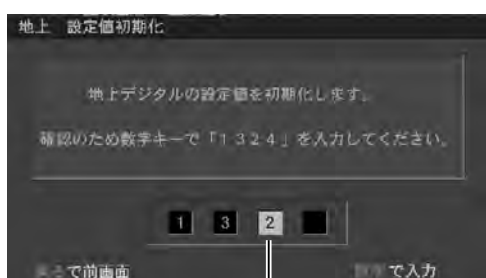 地上 設定値初期化
地上デジタルの設定値を初期化します。
確認のため数字キーで「1324」を入力してください。
1 3 2
で前画面
で入力